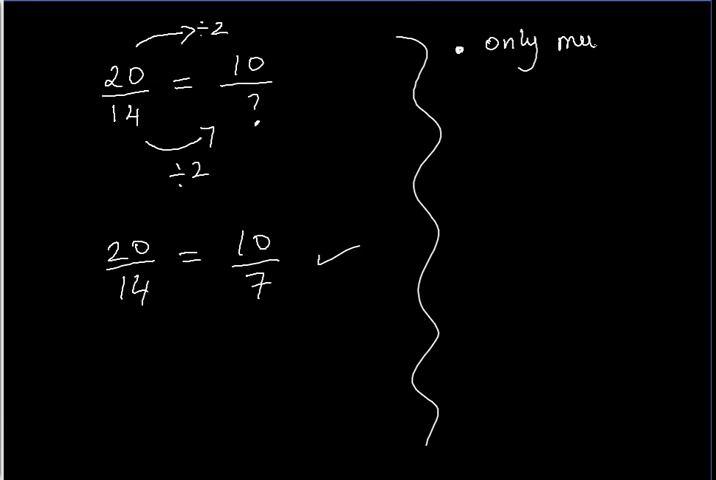 ÷2
20/14 = 10/?
÷2
20/14 = 10/7 ✓
• only mu